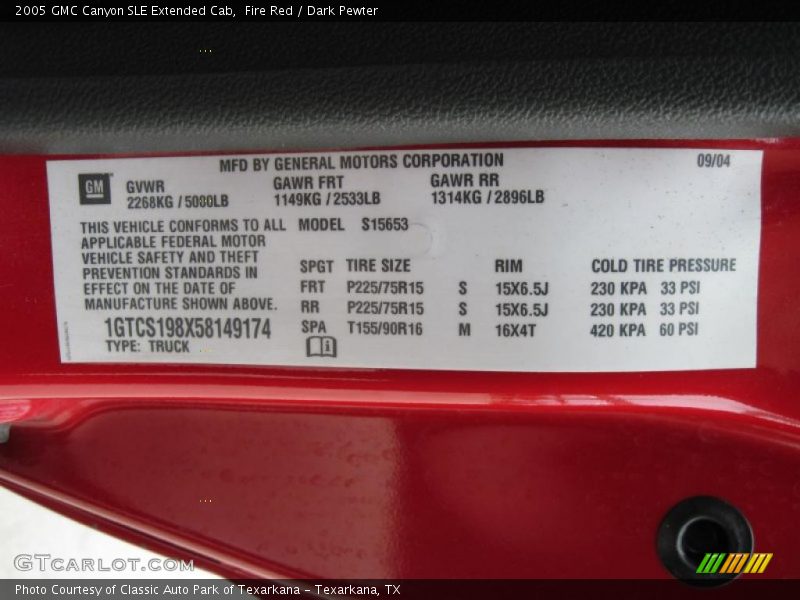 2005 GMC Canyon SLE Extended Cab, Fire Red / Dark Pewter
MFD BY GENERAL MOTORS CORPORATION 09/04
GM GVWR GAWR FRT GAWR RR
2268KG / 5000LB 1149KG / 2533LB 1314KG / 2896LB
THIS VEHICLE CONFORMS TO ALL MODEL S15653
APPLICABLE FEDERAL MOTOR
VEHICLE SAFETY AND THEFT
PREVENTION STANDARDS IN
EFFECT ON THE DATE OF
MANUFACTURE SHOWN ABOVE.
SPGT TIRE SIZE RIM COLD TIRE PRESSURE
FRT P225/75R15 S 15X6.5J 230 KPA 33 PSI
RR P225/75R15 S 15X6.5J 230 KPA 33 PSI
SPA T155/90R16 M 16X4T 420 KPA 60 PSI
1GTCS198X58149174
TYPE: TRUCK
GTCARLOT.COM
Photo Courtesy of Classic Auto Park of Texarkana - Texarkana, TX